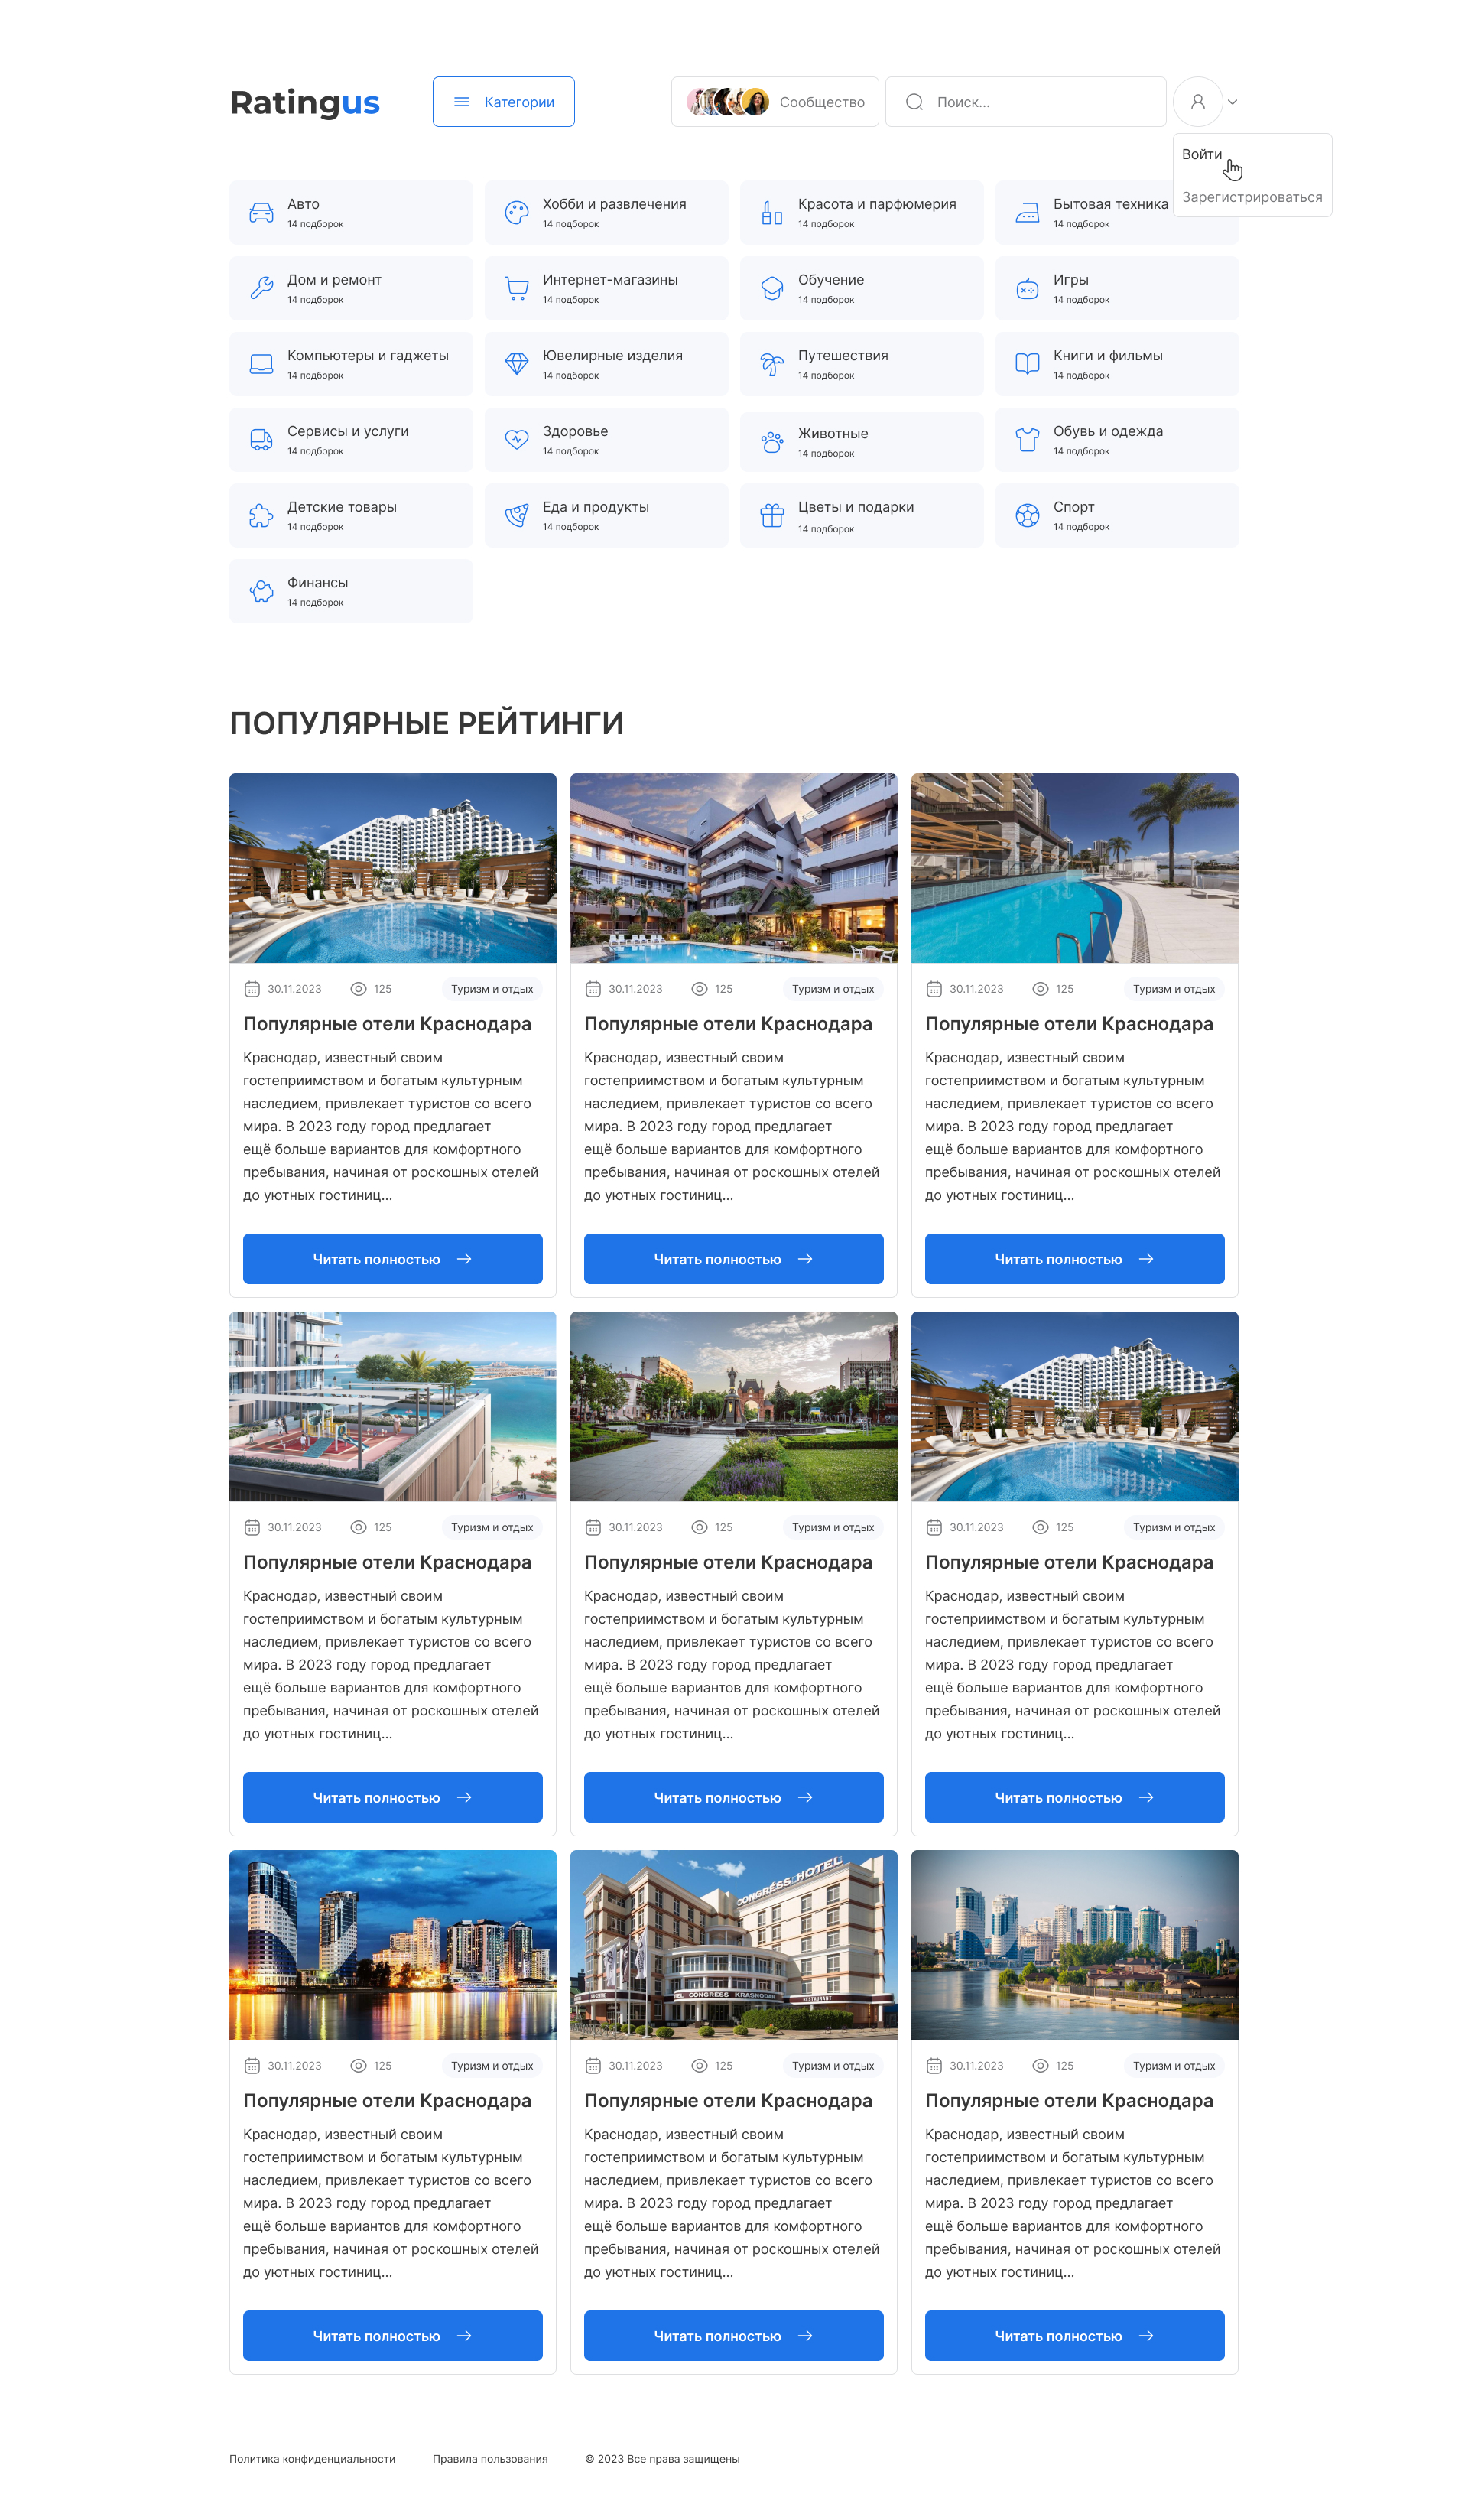 Ratingus
Категории
Сообщество
Поиск...
Войти
Зарегистрироваться
Авто
14 подборок
Хобби и развлечения
14 подборок
Красота и парфюмерия
14 подборок
Бытовая техника
14 подборок
Дом и ремонт
14 подборок
Интернет-магазины
14 подборок
Обучение
14 подборок
Игры
14 подборок
Компьютеры и гаджеты
14 подборок
Ювелирные изделия
14 подборок
Путешествия
14 подборок
Книги и фильмы
14 подборок
Сервисы и услуги
14 подборок
Здоровье
14 подборок
Животные
14 подборок
Обувь и одежда
14 подборок
Детские товары
14 подборок
Еда и продукты
14 подборок
Цветы и подарки
14 подборок
Спорт
14 подборок
Финансы
14 подборок
ПОПУЛЯРНЫЕ РЕЙТИНГИ
30.11.2023 125 Туризм и отдых
Популярные отели Краснодара
Краснодар, известный своим
гостеприимством и богатым культурным
наследием, привлекает туристов со всего
мира. В 2023 году город предлагает
ещё больше вариантов для комфортного
пребывания, начиная от роскошных отелей
до уютных гостиниц...
Читать полностью
30.11.2023 125 Туризм и отдых
Популярные отели Краснодара
Краснодар, известный своим
гостеприимством и богатым культурным
наследием, привлекает туристов со всего
мира. В 2023 году город предлагает
ещё больше вариантов для комфортного
пребывания, начиная от роскошных отелей
до уютных гостиниц...
Читать полностью
30.11.2023 125 Туризм и отдых
Популярные отели Краснодара
Краснодар, известный своим
гостеприимством и богатым культурным
наследием, привлекает туристов со всего
мира. В 2023 году город предлагает
ещё больше вариантов для комфортного
пребывания, начиная от роскошных отелей
до уютных гостиниц...
Читать полностью
30.11.2023 125 Туризм и отдых
Популярные отели Краснодара
Краснодар, известный своим
гостеприимством и богатым культурным
наследием, привлекает туристов со всего
мира. В 2023 году город предлагает
ещё больше вариантов для комфортного
пребывания, начиная от роскошных отелей
до уютных гостиниц...
Читать полностью
30.11.2023 125 Туризм и отдых
Популярные отели Краснодара
Краснодар, известный своим
гостеприимством и богатым культурным
наследием, привлекает туристов со всего
мира. В 2023 году город предлагает
ещё больше вариантов для комфортного
пребывания, начиная от роскошных отелей
до уютных гостиниц...
Читать полностью
30.11.2023 125 Туризм и отдых
Популярные отели Краснодара
Краснодар, известный своим
гостеприимством и богатым культурным
наследием, привлекает туристов со всего
мира. В 2023 году город предлагает
ещё больше вариантов для комфортного
пребывания, начиная от роскошных отелей
до уютных гостиниц...
Читать полностью
30.11.2023 125 Туризм и отдых
Популярные отели Краснодара
Краснодар, известный своим
гостеприимством и богатым культурным
наследием, привлекает туристов со всего
мира. В 2023 году город предлагает
ещё больше вариантов для комфортного
пребывания, начиная от роскошных отелей
до уютных гостиниц...
Читать полностью
CONGRESS HOTEL
CONGRESS KRASNODAR
RESTAURANT
30.11.2023 125 Туризм и отдых
Популярные отели Краснодара
Краснодар, известный своим
гостеприимством и богатым культурным
наследием, привлекает туристов со всего
мира. В 2023 году город предлагает
ещё больше вариантов для комфортного
пребывания, начиная от роскошных отелей
до уютных гостиниц...
Читать полностью
30.11.2023 125 Туризм и отдых
Популярные отели Краснодара
Краснодар, известный своим
гостеприимством и богатым культурным
наследием, привлекает туристов со всего
мира. В 2023 году город предлагает
ещё больше вариантов для комфортного
пребывания, начиная от роскошных отелей
до уютных гостиниц...
Читать полностью
Политика конфиденциальности
Правила пользования
© 2023 Все права защищены